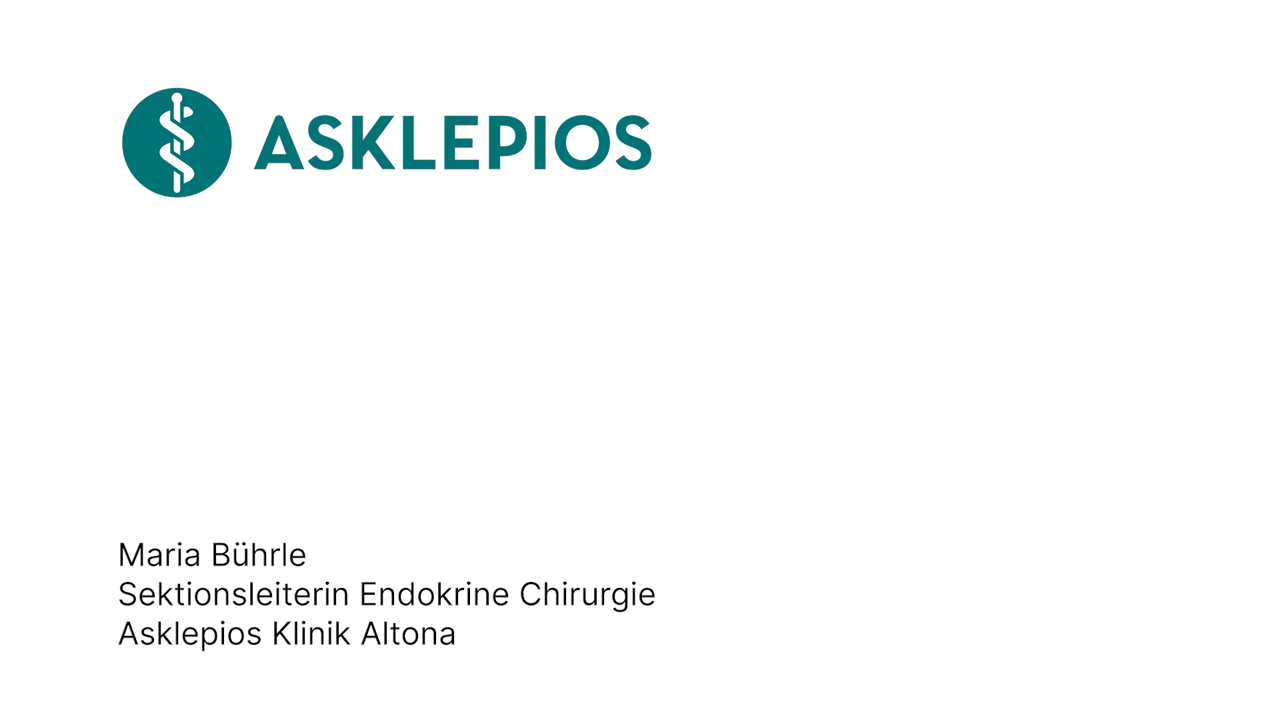 ASKLEPIOS
Maria Bührle
Sektionsleiterin Endokrine Chirurgie
Asklepios Klinik Altona